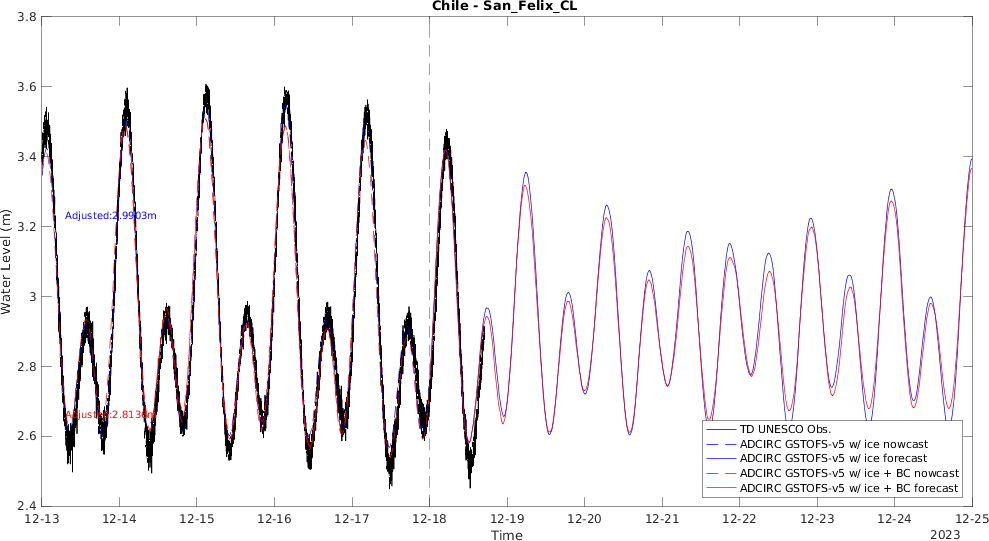 Chile - San_Felix_CL
3.8
3.6
3.4
3.2
3
2.8
2.6
2.4
Water Level (m)
Adjusted:2.9903m
12-13
12-14
12-15
12-16
12-17
12-18
12-19
12-20
12-21
12-22
12-23
12-24
12-25
Time
2023
TD UNESCO Obs.
ADCIRC GSTOFS-v5 w/ ice nowcast
ADCIRC GSTOFS-v5 w/ ice forecast
ADCIRC GSTOFS-v5 w/ ice + BC nowcast
ADCIRC GSTOFS-v5 w/ ice + BC forecast